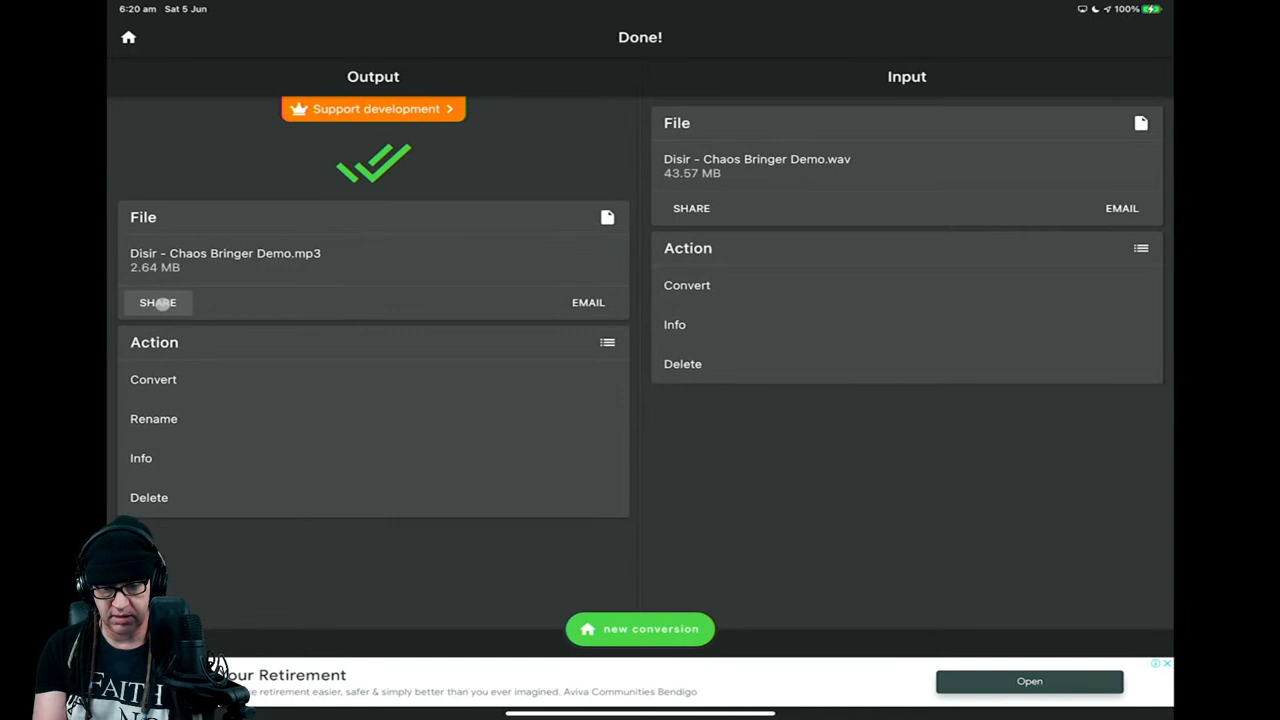 6:20 am Sat 5 Jun
100%
Done!
Output
Input
Support development
File
Disir - Chaos Bringer Demo.mp3
2.64 MB
SHARE
EMAIL
Action
Convert
Rename
Info
Delete
File
Disir - Chaos Bringer Demo.wav
43.57 MB
SHARE
EMAIL
Action
Convert
Info
Delete
new conversion
our Retirement
retirement easier, safer & simply better than you ever imagined. Aviva Communities Bendigo
Open
FAITH
NO